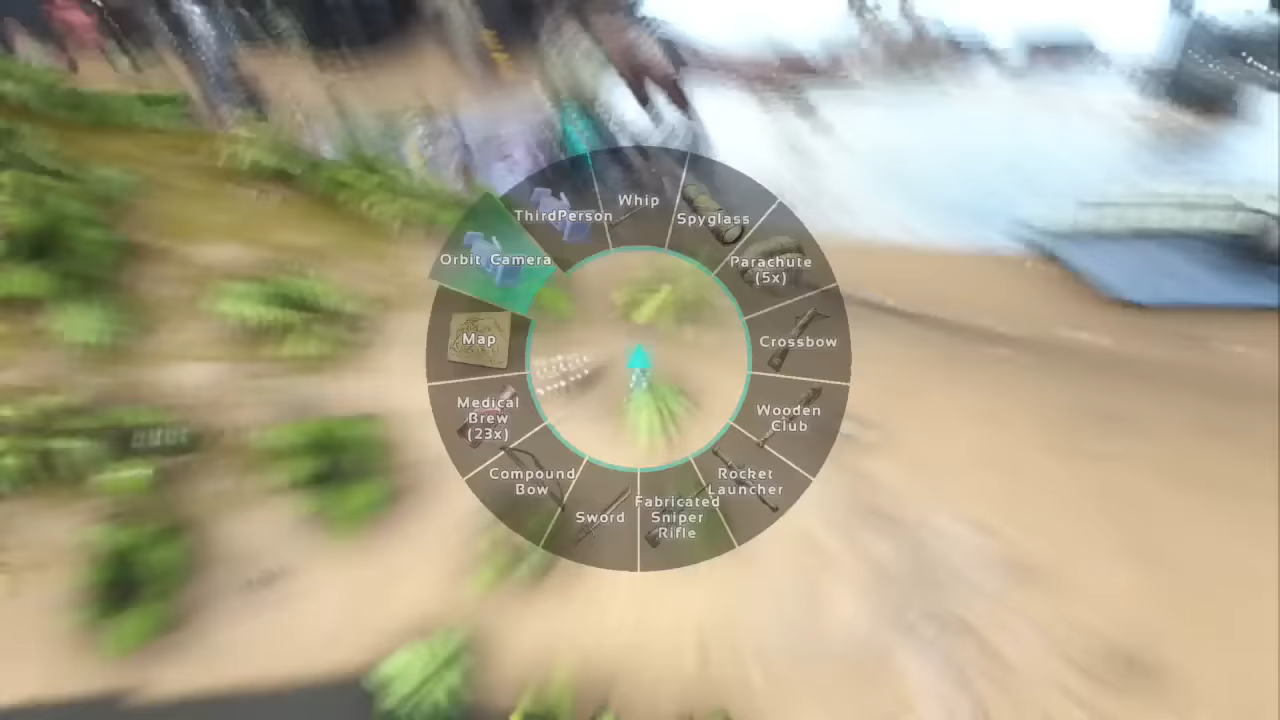 Whip
ThirdPerson
Spyglass
Orbit Camera
Parachute
(5x)
Map
Crossbow
Medical
Brew
(23x)
Wooden
Club
Compound
Bow
Rocket
Launcher
Sword
Fabricated
Sniper
Rifle